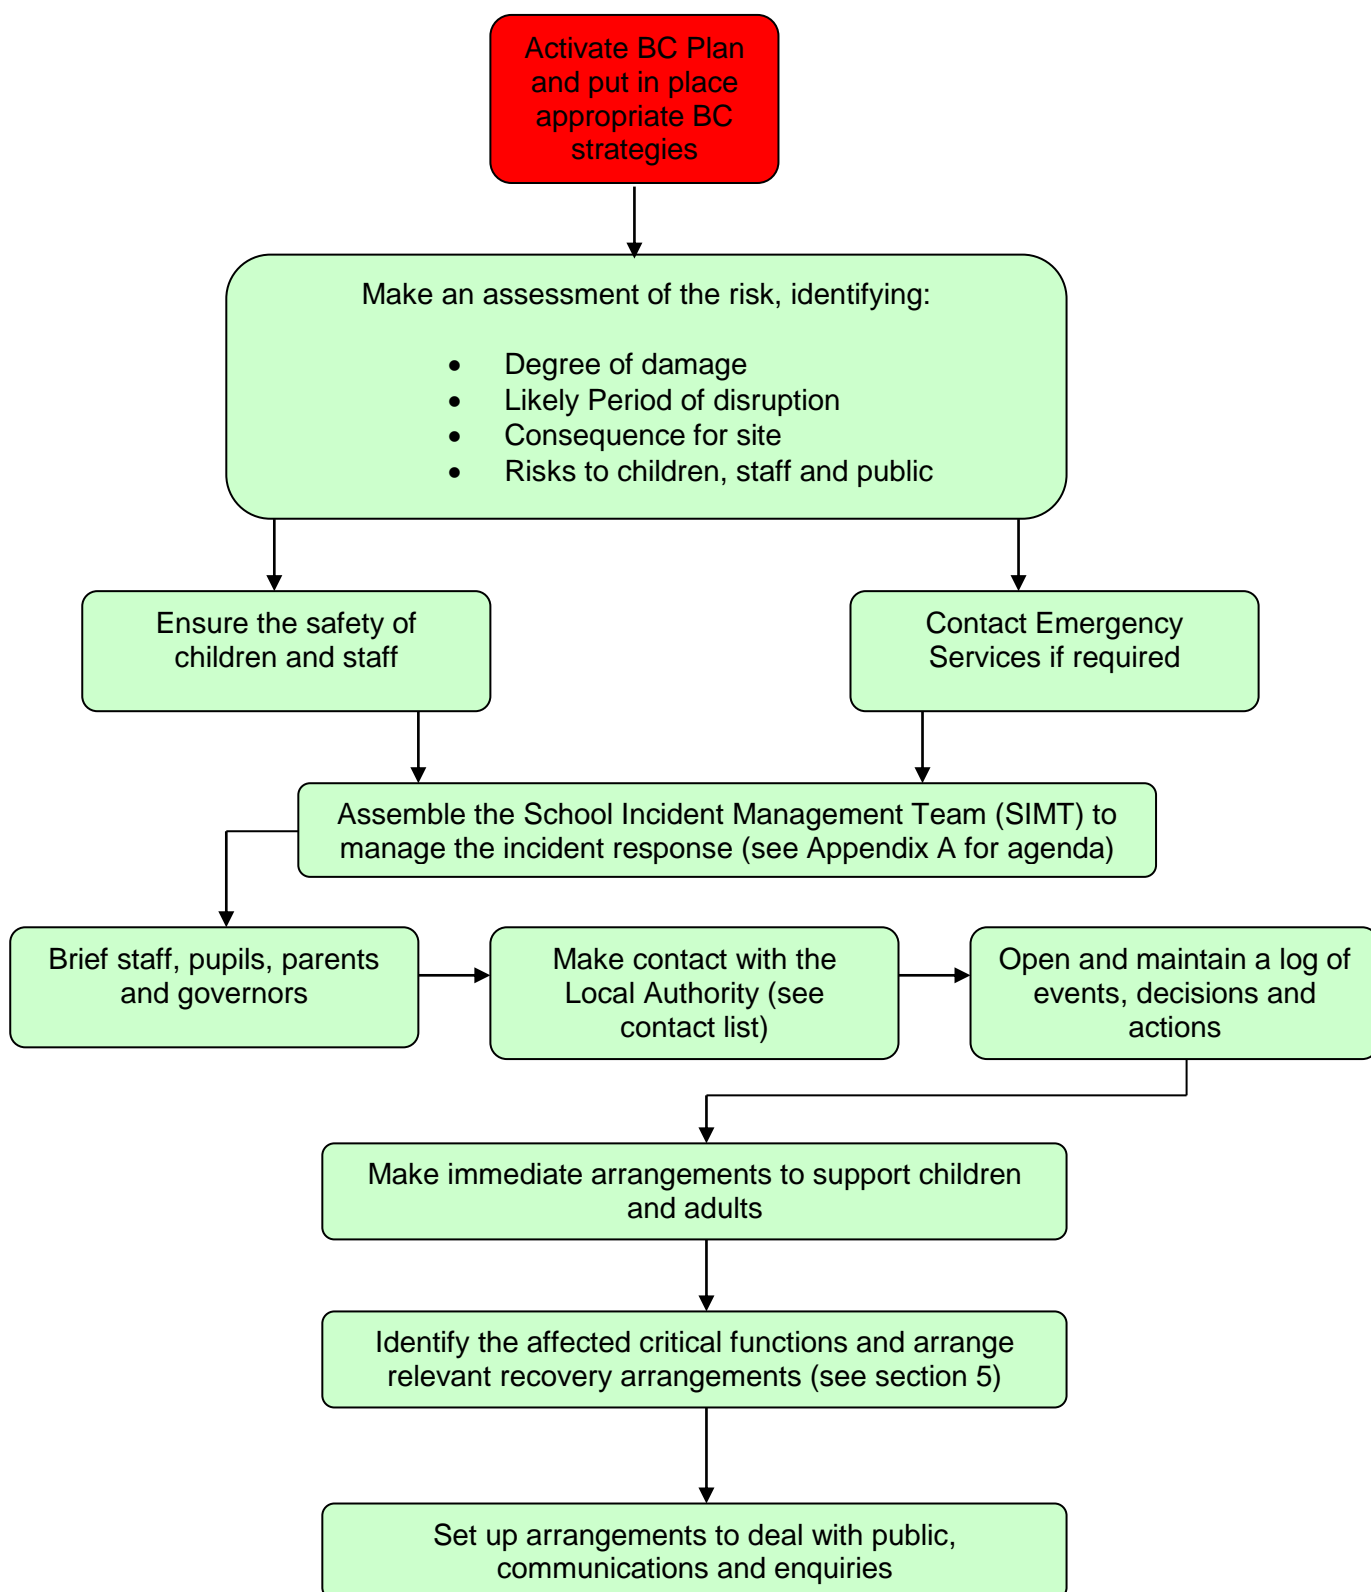 Activate BC Plan
and put in place
appropriate BC
strategies
Make an assessment of the risk, identifying:
• Degree of damage
• Likely Period of disruption
• Consequence for site
• Risks to children, staff and public
Ensure the safety of
children and staff
Contact Emergency
Services if required
Assemble the School Incident Management Team (SIMT) to
manage the incident response (see Appendix A for agenda)
Brief staff, pupils, parents
and governors
Make contact with the
Local Authority (see
contact list)
Open and maintain a log of
events, decisions and
actions
Make immediate arrangements to support children
and adults
Identify the affected critical functions and arrange
relevant recovery arrangements (see section 5)
Set up arrangements to deal with public,
communications and enquiries